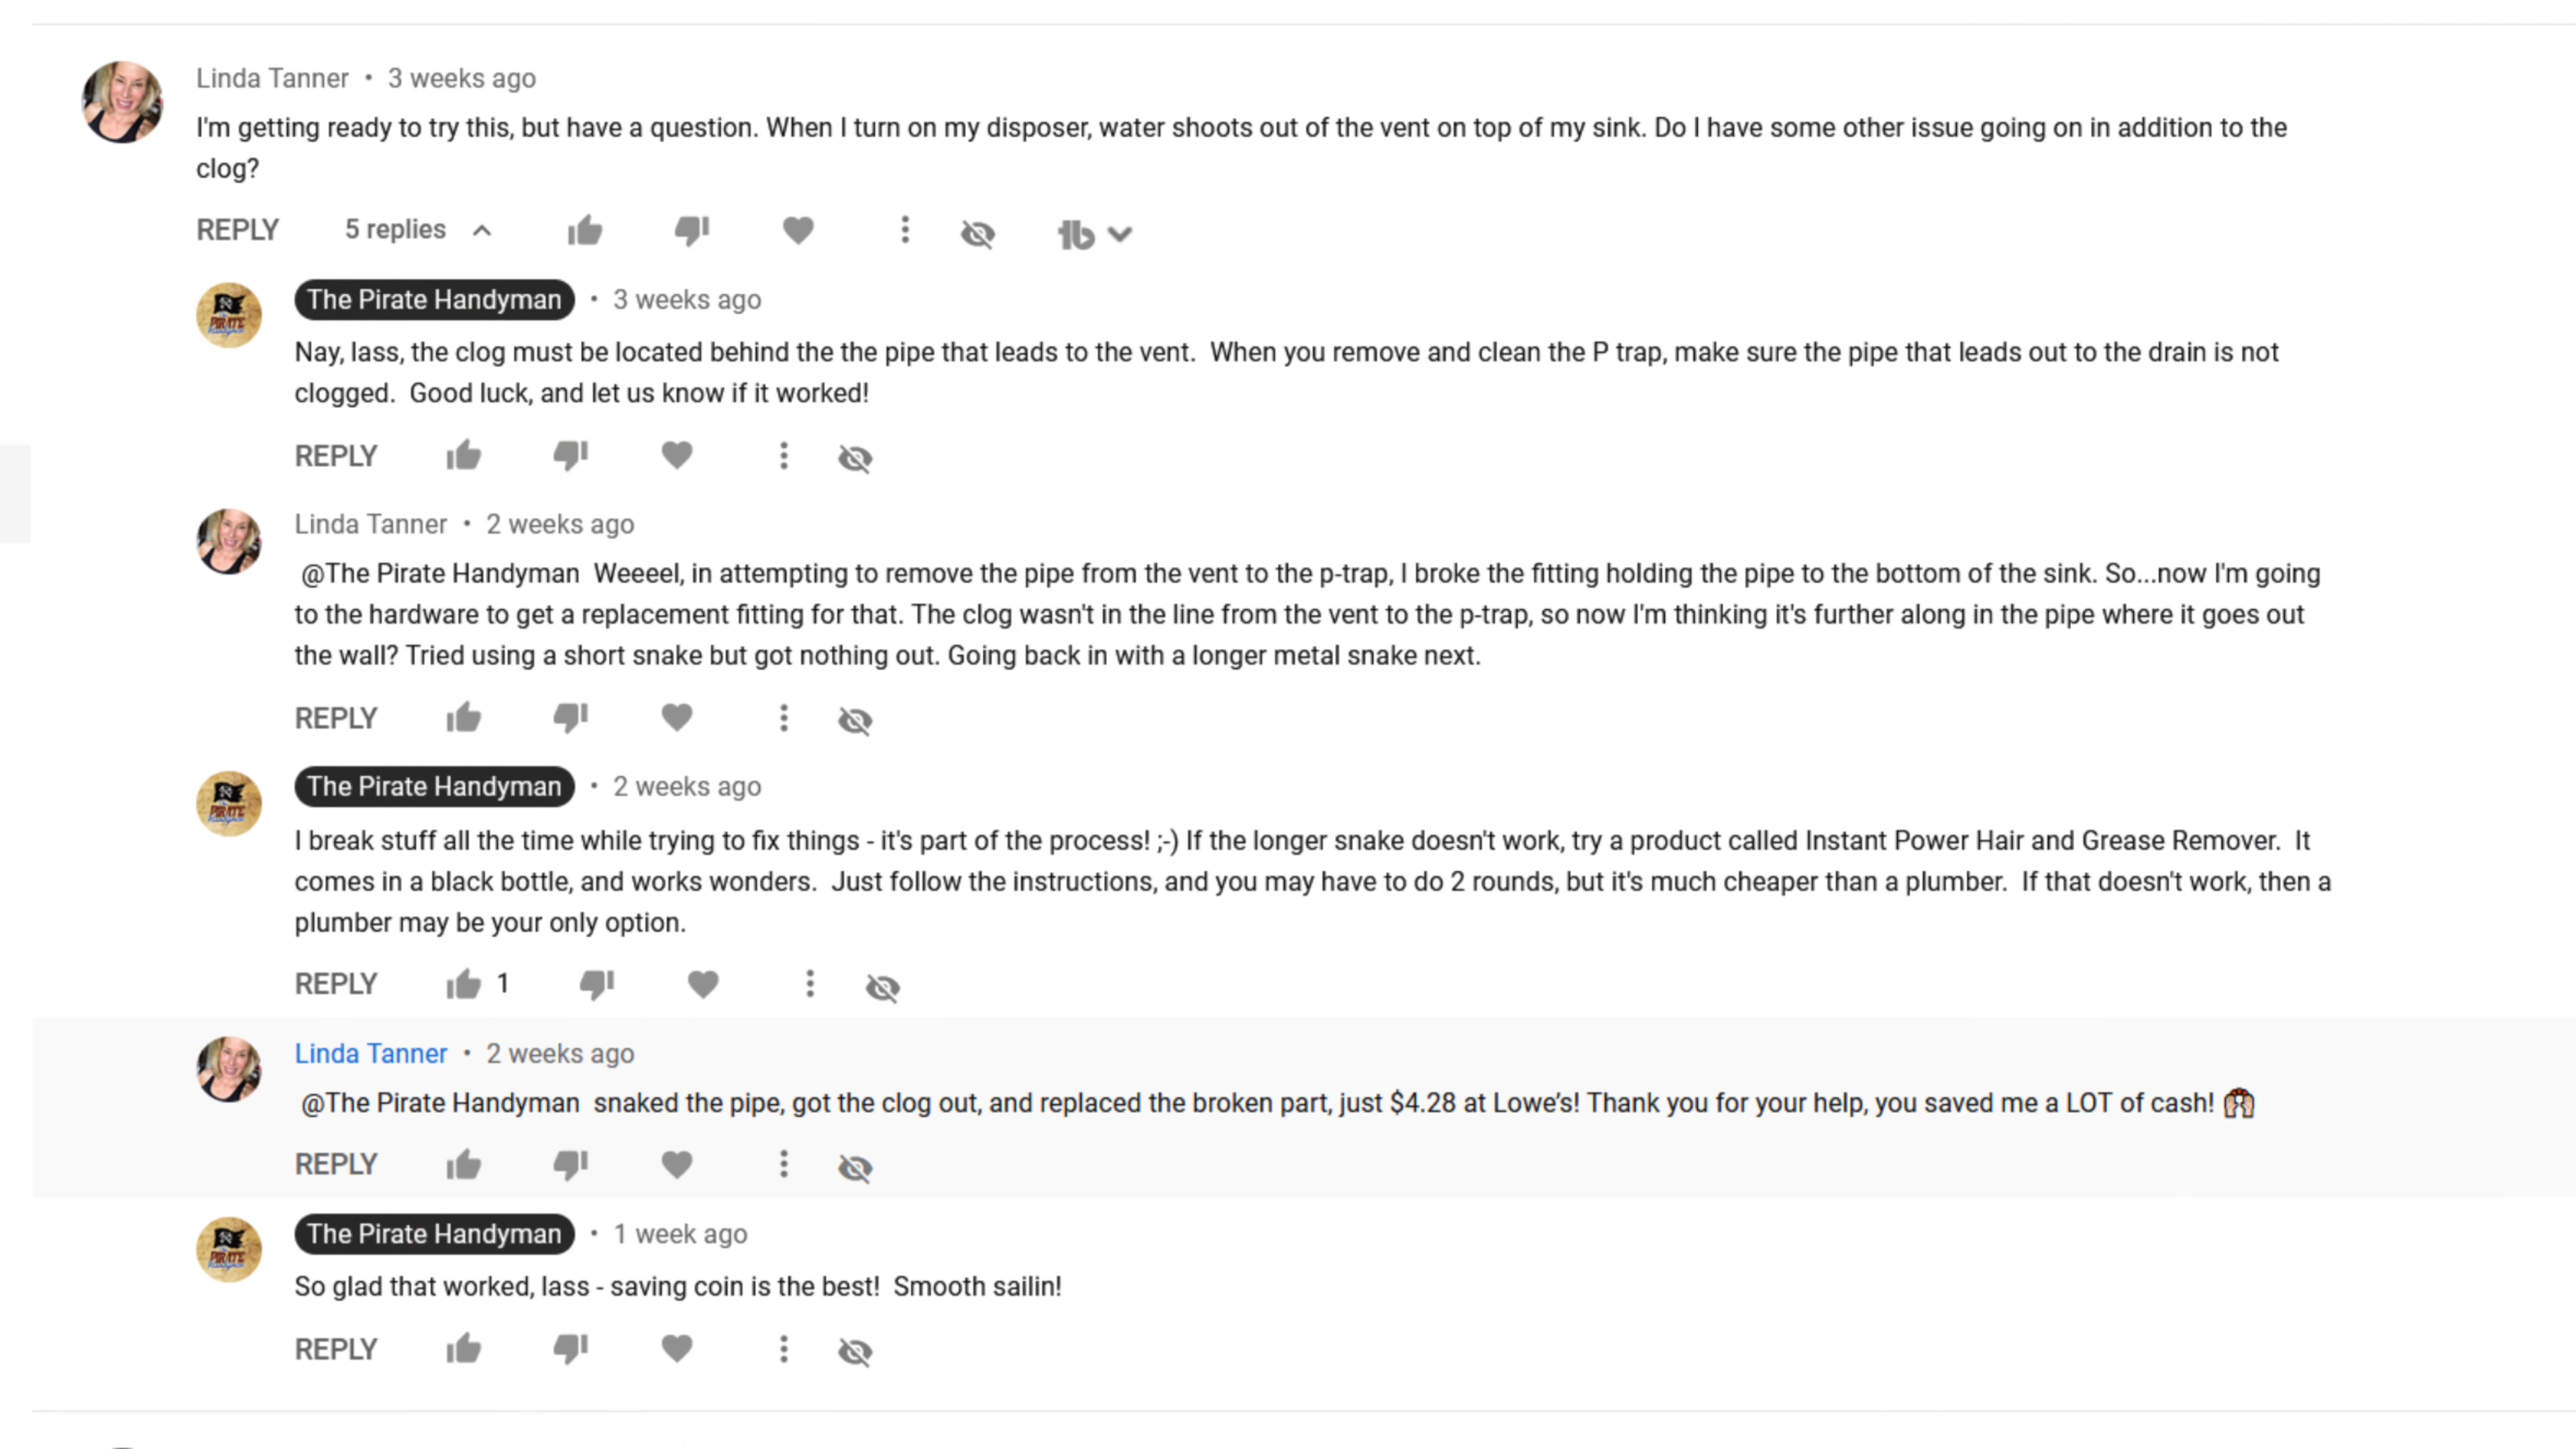 Linda Tanner • 3 weeks ago
I'm getting ready to try this, but have a question. When I turn on my disposer, water shoots out of the vent on top of my sink. Do I have some other issue going on in addition to the
clog?
REPLY 5 replies
The Pirate Handyman • 3 weeks ago
Nay, lass, the clog must be located behind the the pipe that leads to the vent.  When you remove and clean the P trap, make sure the pipe that leads out to the drain is not
clogged.  Good luck, and let us know if it worked!
REPLY
Linda Tanner • 2 weeks ago
@The Pirate Handyman  Weeeel, in attempting to remove the pipe from the vent to the p-trap, I broke the fitting holding the pipe to the bottom of the sink. So...now I'm going
to the hardware to get a replacement fitting for that. The clog wasn't in the line from the vent to the p-trap, so now I'm thinking it's further along in the pipe where it goes out
the wall? Tried using a short snake but got nothing out. Going back in with a longer metal snake next.
REPLY
The Pirate Handyman • 2 weeks ago
I break stuff all the time while trying to fix things - it's part of the process! ;-) If the longer snake doesn't work, try a product called Instant Power Hair and Grease Remover.  It
comes in a black bottle, and works wonders.  Just follow the instructions, and you may have to do 2 rounds, but it's much cheaper than a plumber.  If that doesn't work, then a
plumber may be your only option.
REPLY 1
Linda Tanner • 2 weeks ago
@The Pirate Handyman  snaked the pipe, got the clog out, and replaced the broken part, just $4.28 at Lowe’s! Thank you for your help, you saved me a LOT of cash! 🙌
REPLY
The Pirate Handyman • 1 week ago
So glad that worked, lass - saving coin is the best!  Smooth sailin!
REPLY